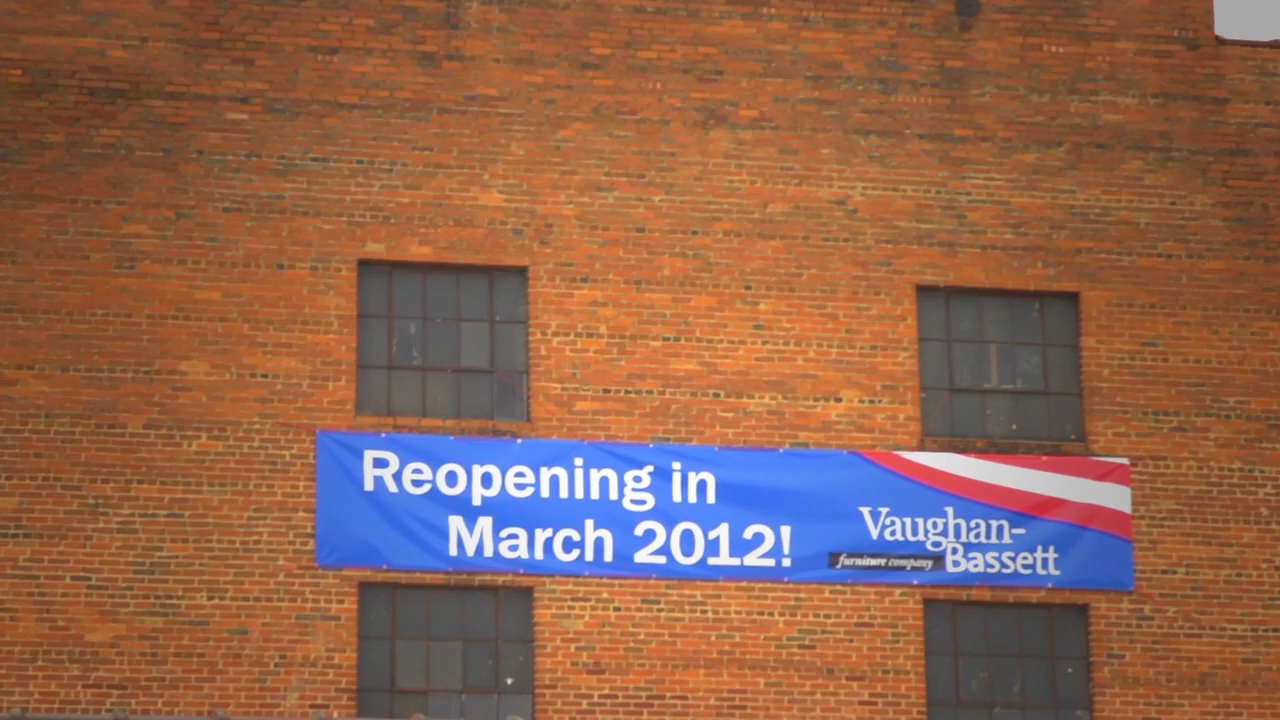 Reopening in
March 2012!
Vaughan-
Bassett
furniture company